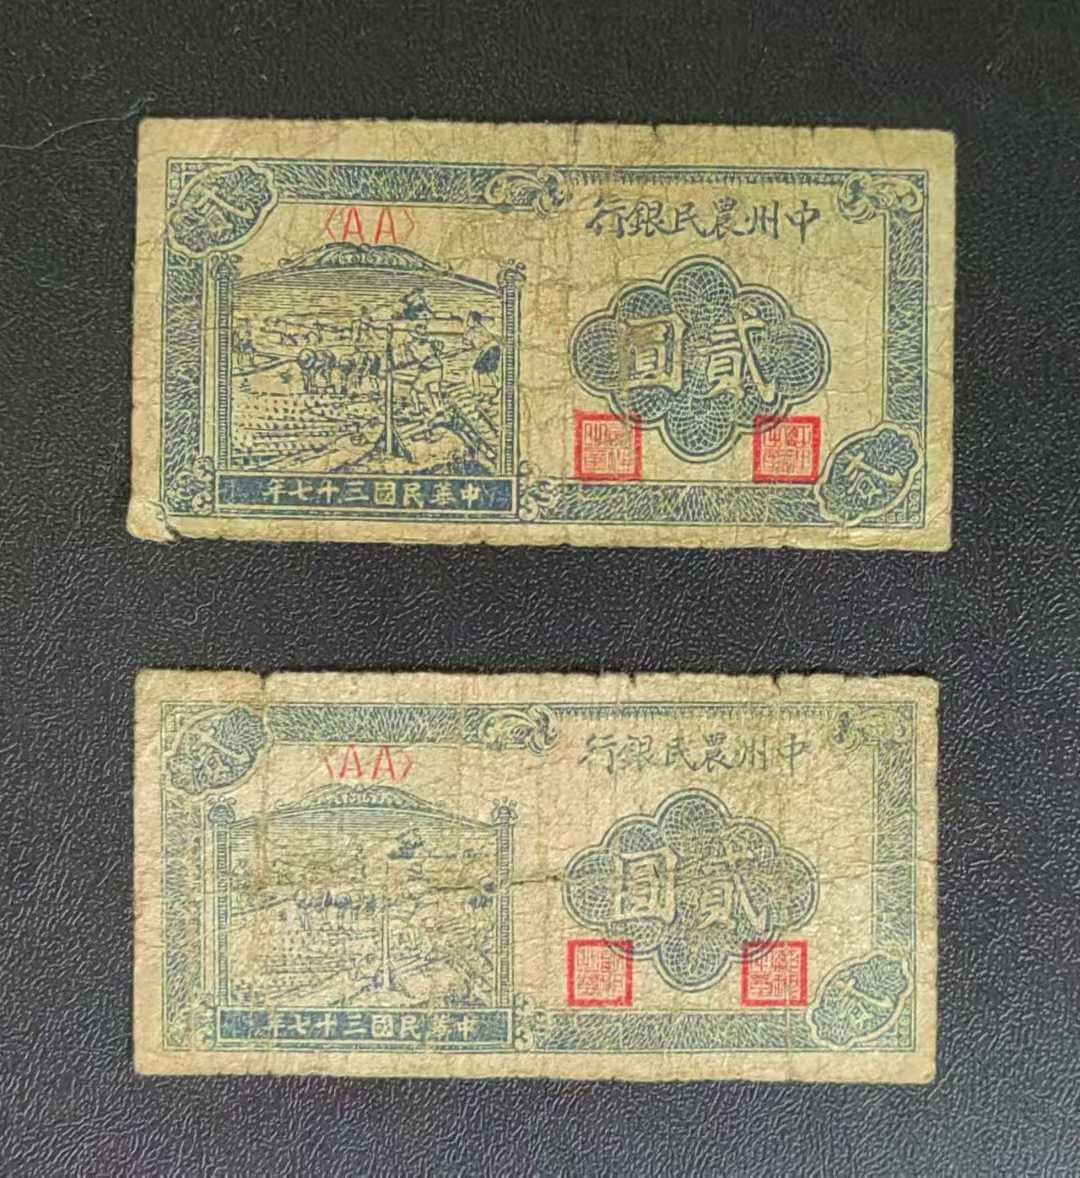 中州農民銀行
〈AA〉
貳圓
中華民國三十七年
中州農民銀行
〈AA〉
貳圓
中華民國三十七年